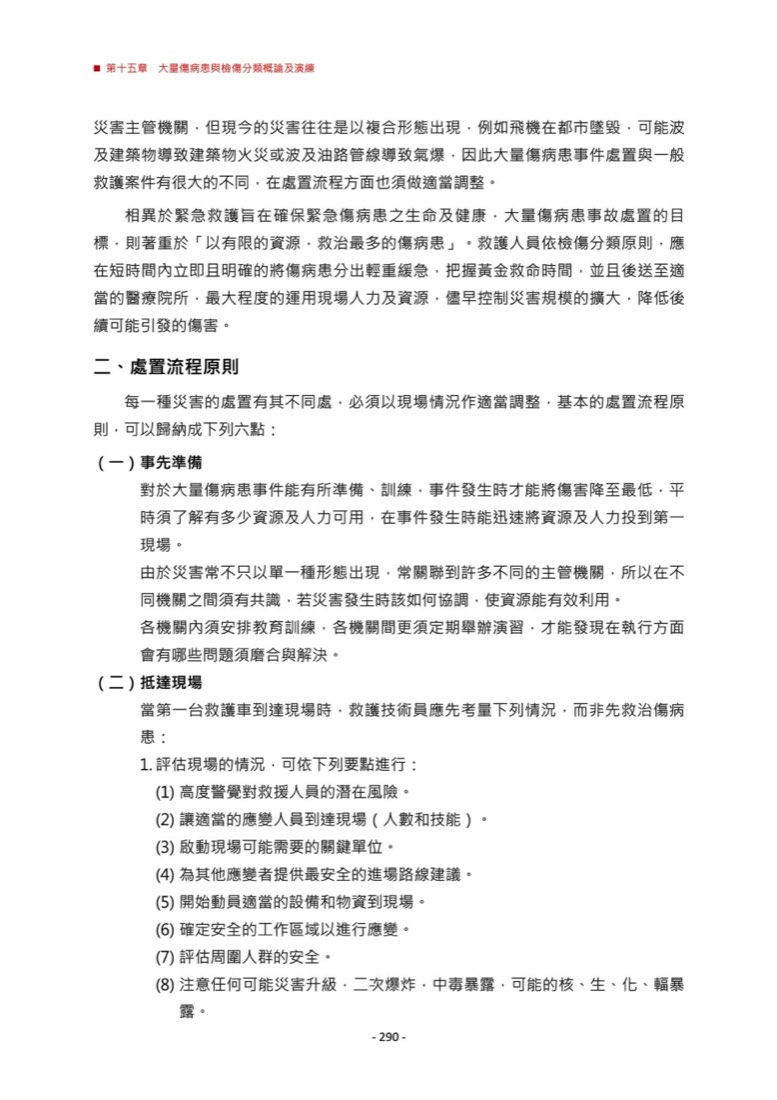 ■ 第十五章　大量傷病患與檢傷分類概論及演練
災害主管機關，但現今的災害往往是以複合形態出現，例如飛機在都市墜毀，可能波
及建築物導致建築物火災或波及油路管線導致氣爆，因此大量傷病患事件處置與一般
救護案件有很大的不同，在處置流程方面也須做適當調整。
相異於緊急救護旨在確保緊急傷病患之生命及健康，大量傷病患事故處置的目
標，則著重於「以有限的資源，救治最多的傷病患」。救護人員依檢傷分類原則，應
在短時間內立即且明確的將傷病患分出輕重緩急，把握黃金救命時間，並且後送至適
當的醫療院所，最大程度的運用現場人力及資源，儘早控制災害規模的擴大，降低後
續可能引發的傷害。
二、處置流程原則
每一種災害的處置有其不同處，必須以現場情況作適當調整，基本的處置流程原
則，可以歸納成下列六點：
（一）事先準備
對於大量傷病患事件能有所準備、訓練，事件發生時才能將傷害降至最低，平
時須了解有多少資源及人力可用，在事件發生時能迅速將資源及人力投到第一
現場。
由於災害常不只以單一種形態出現，常關聯到許多不同的主管機關，所以在不
同機關之間須有共識，若災害發生時該如何協調，使資源能有效利用。
各機關內須安排教育訓練，各機關間更須定期舉辦演習，才能發現在執行方面
會有哪些問題須磨合與解決。
（二）抵達現場
當第一台救護車到達現場時，救護技術員應先考量下列情況，而非先救治傷病
患：
1. 評估現場的情況，可依下列要點進行：
(1) 高度警覺對救援人員的潛在風險。
(2) 讓適當的應變人員到達現場（人數和技能）。
(3) 啟動現場可能需要的關鍵單位。
(4) 為其他應變者提供最安全的進場路線建議。
(5) 開始動員適當的設備和物資到現場。
(6) 確定安全的工作區域以進行應變。
(7) 評估周圍人群的安全。
(8) 注意任何可能災害升級，二次爆炸，中毒暴露，可能的核、生、化、輻暴
露。
- 290 -